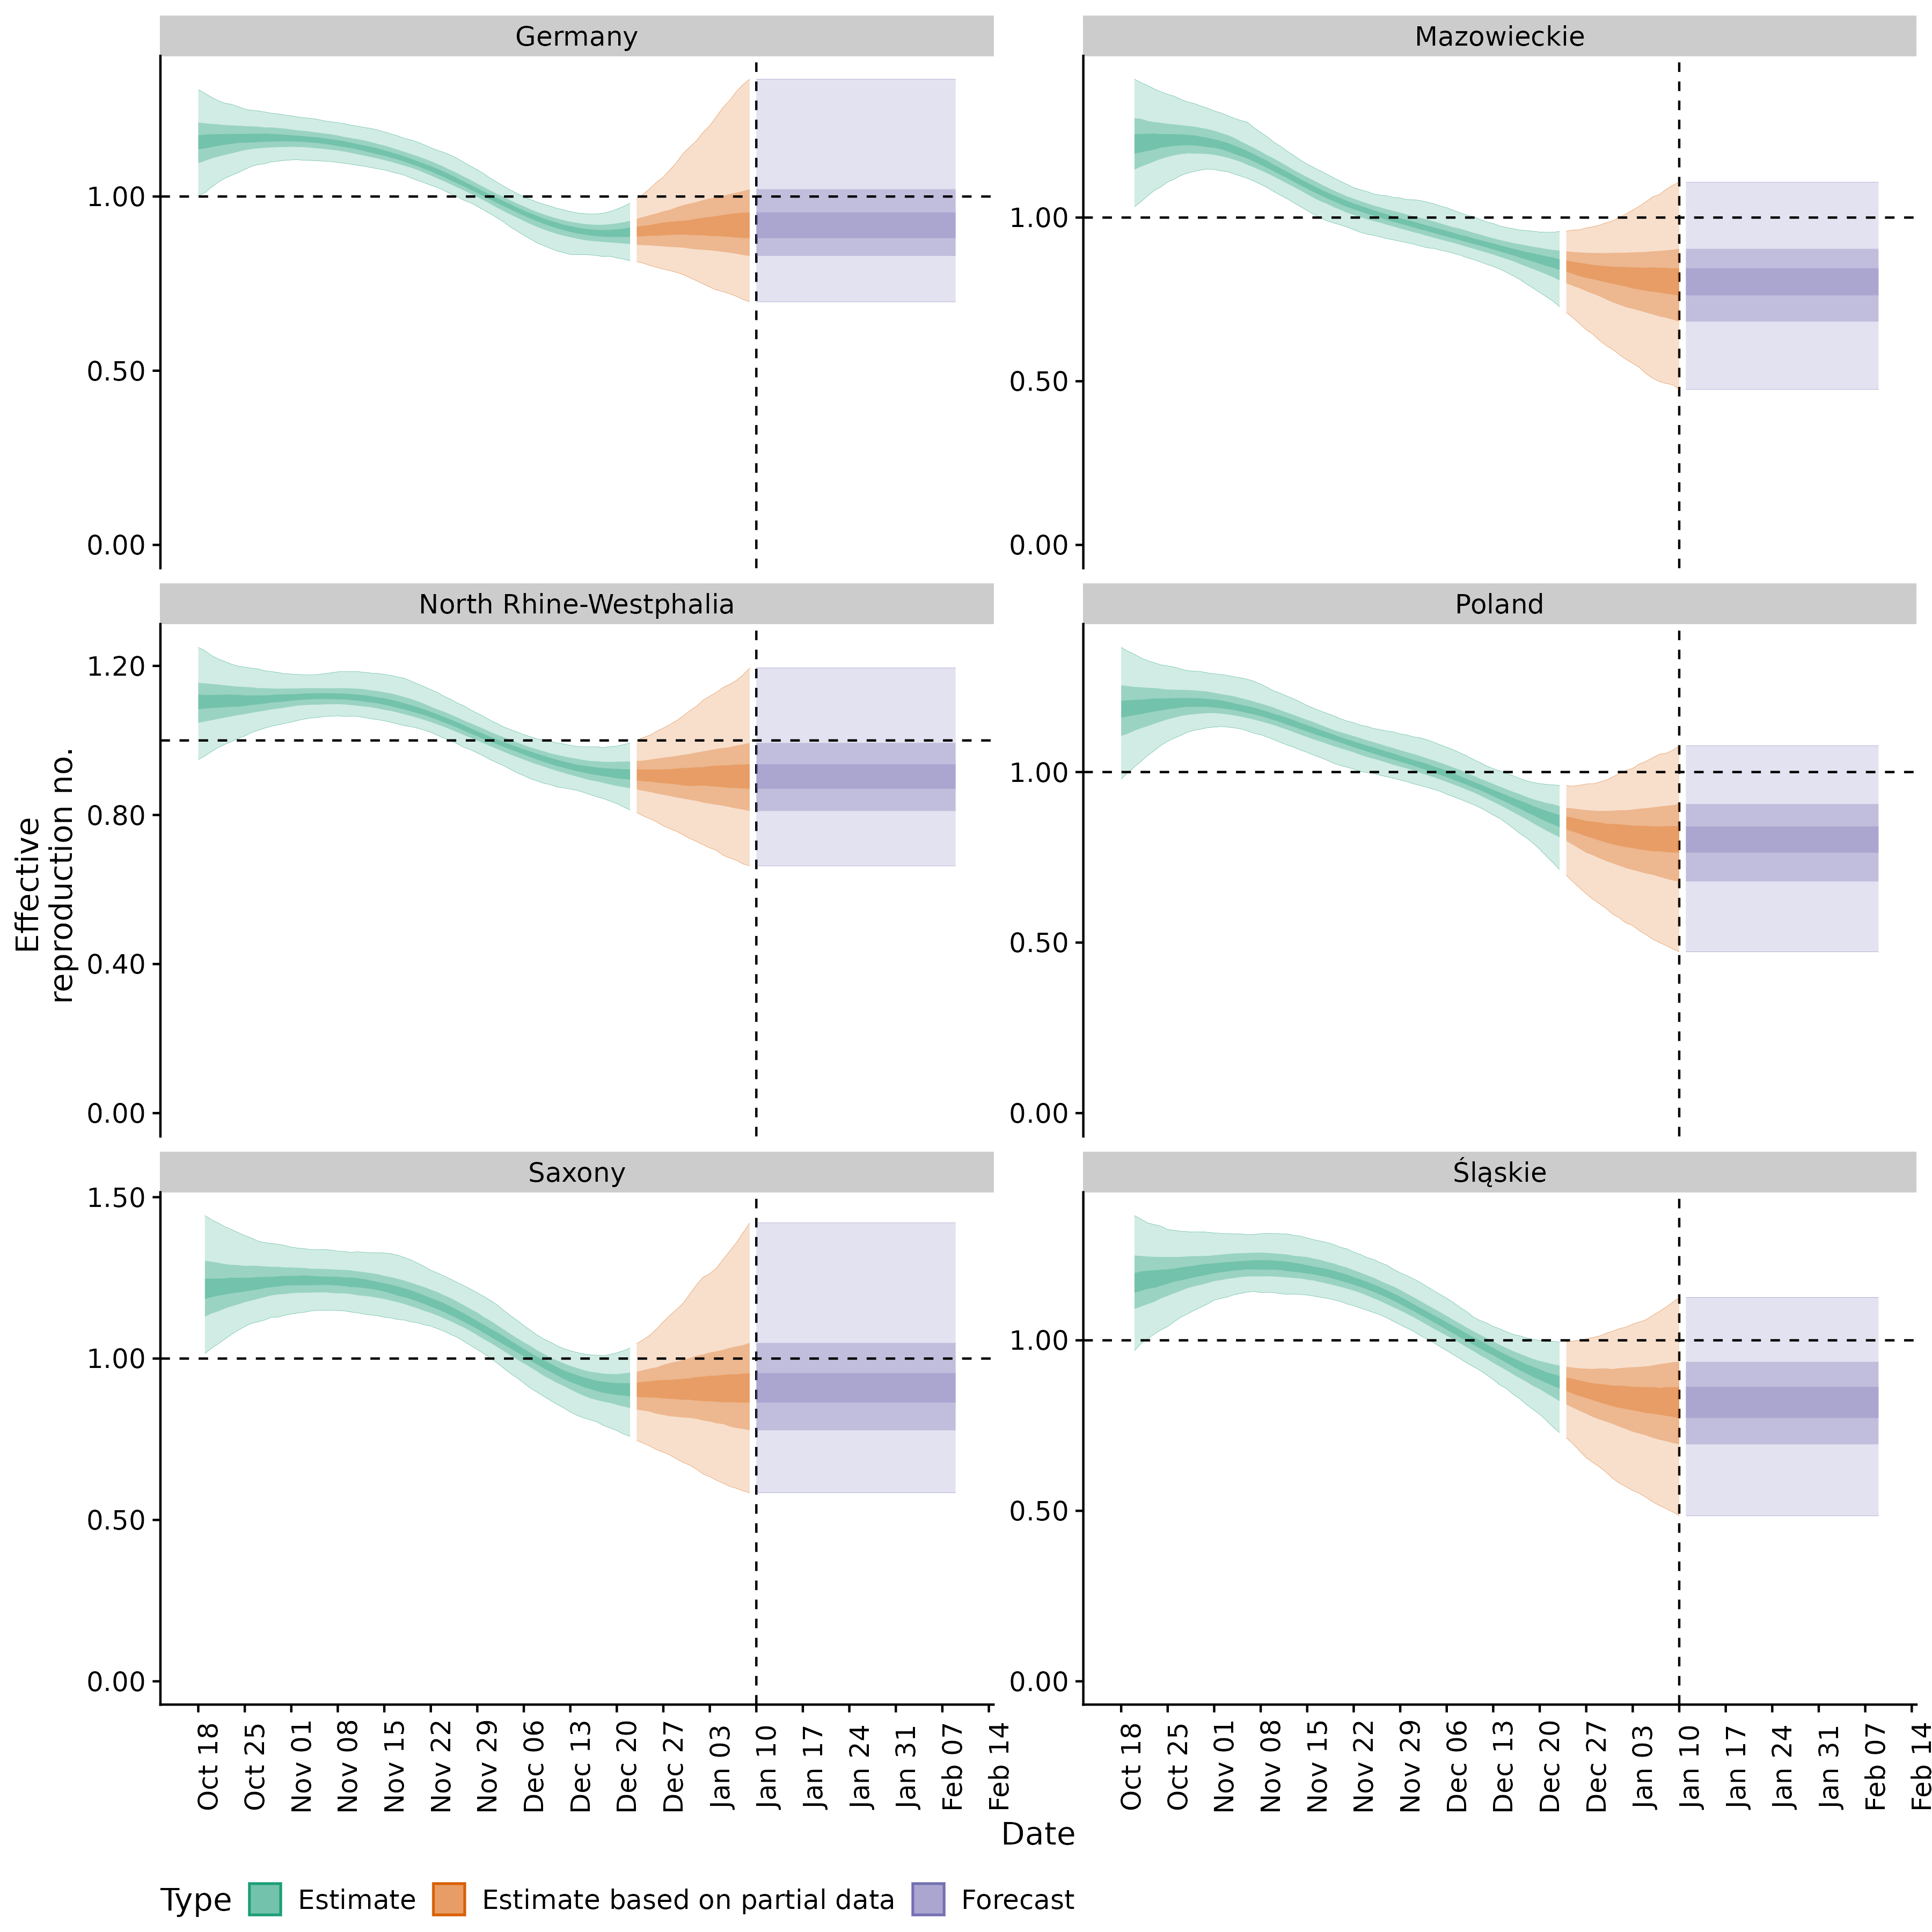 Germany
Mazowieckie
1.00
0.50
0.00
1.00
0.50
0.00
North Rhine-Westphalia
Poland
1.20
0.80
0.40
0.00
1.00
0.50
0.00
Effective
reproduction no.
Saxony
Śląskie
1.50
1.00
0.50
0.00
1.00
0.50
0.00
Oct 18
Oct 25
Nov 01
Nov 08
Nov 15
Nov 22
Nov 29
Dec 06
Dec 13
Dec 20
Dec 27
Jan 03
Jan 10
Jan 17
Jan 24
Jan 31
Feb 07
Feb 14
Oct 18
Oct 25
Nov 01
Nov 08
Nov 15
Nov 22
Nov 29
Dec 06
Dec 13
Dec 20
Dec 27
Jan 03
Jan 10
Jan 17
Jan 24
Jan 31
Feb 07
Feb 14
Date
Type Estimate Estimate based on partial data Forecast